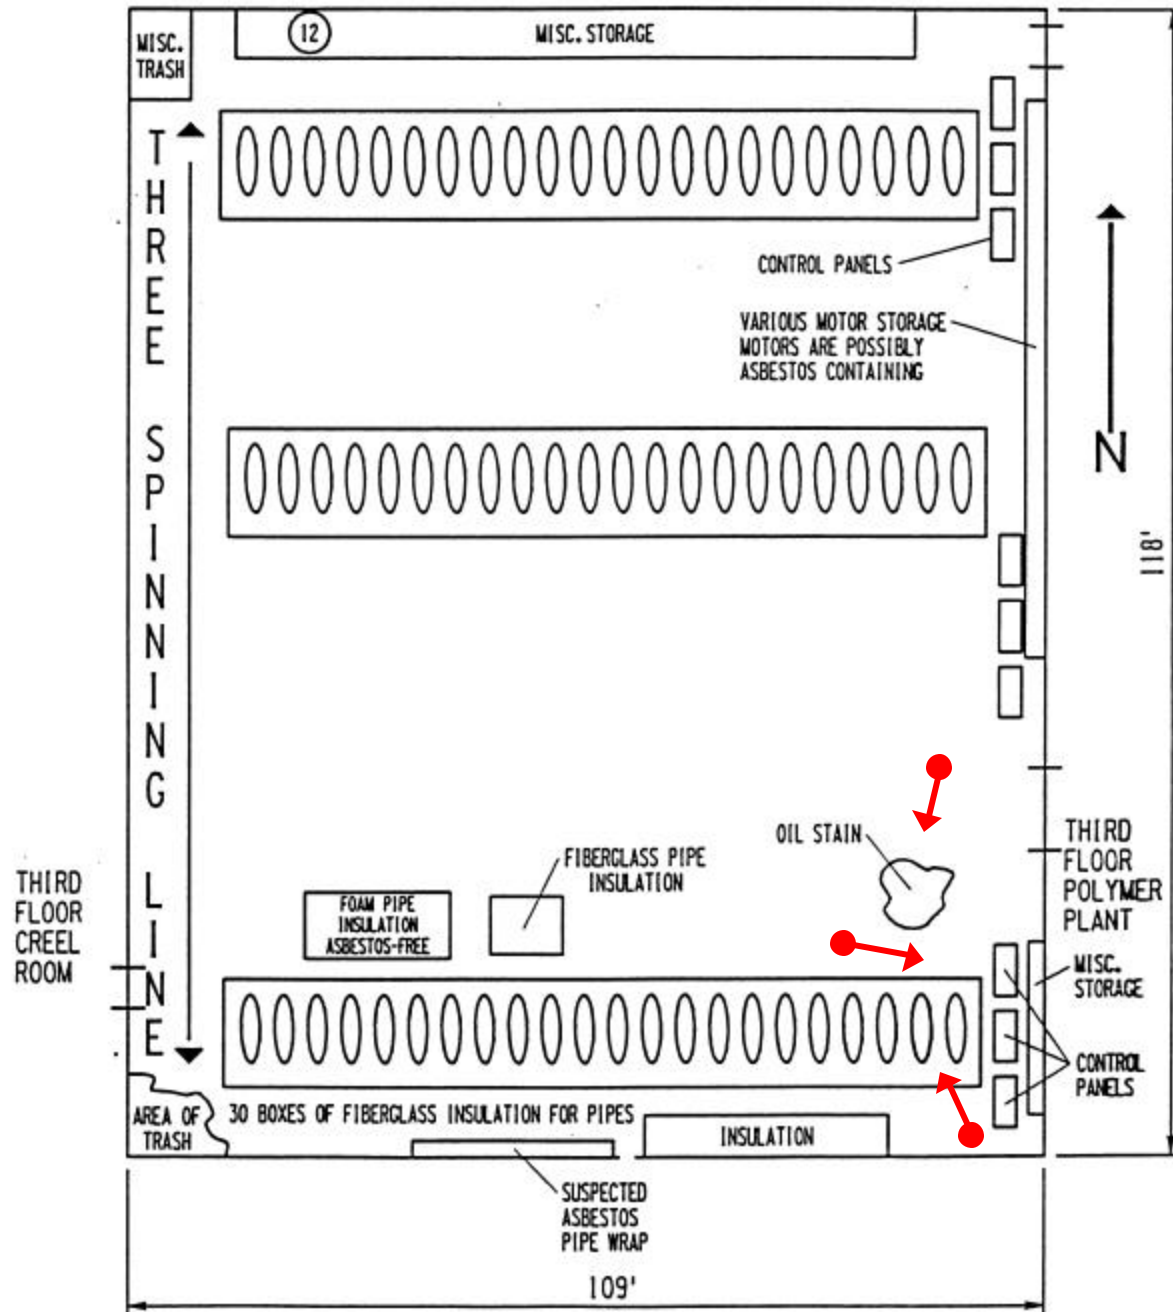 MISC.
TRASH
12
MISC. STORAGE
THREE SPINNING LINE
CONTROL PANELS
VARIOUS MOTOR STORAGE
MOTORS ARE POSSIBLY
ASBESTOS CONTAINING
N
118'
OIL STAIN
THIRD
FLOOR
POLYMER
PLANT
FIBERGLASS PIPE
INSULATION
THIRD
FLOOR
CREEL
ROOM
FOAM PIPE
INSULATION
ASBESTOS-FREE
MISC.
STORAGE
CONTROL
PANELS
AREA OF
TRASH
30 BOXES OF FIBERGLASS INSULATION FOR PIPES
INSULATION
SUSPECTED
ASBESTOS
PIPE WRAP
109'